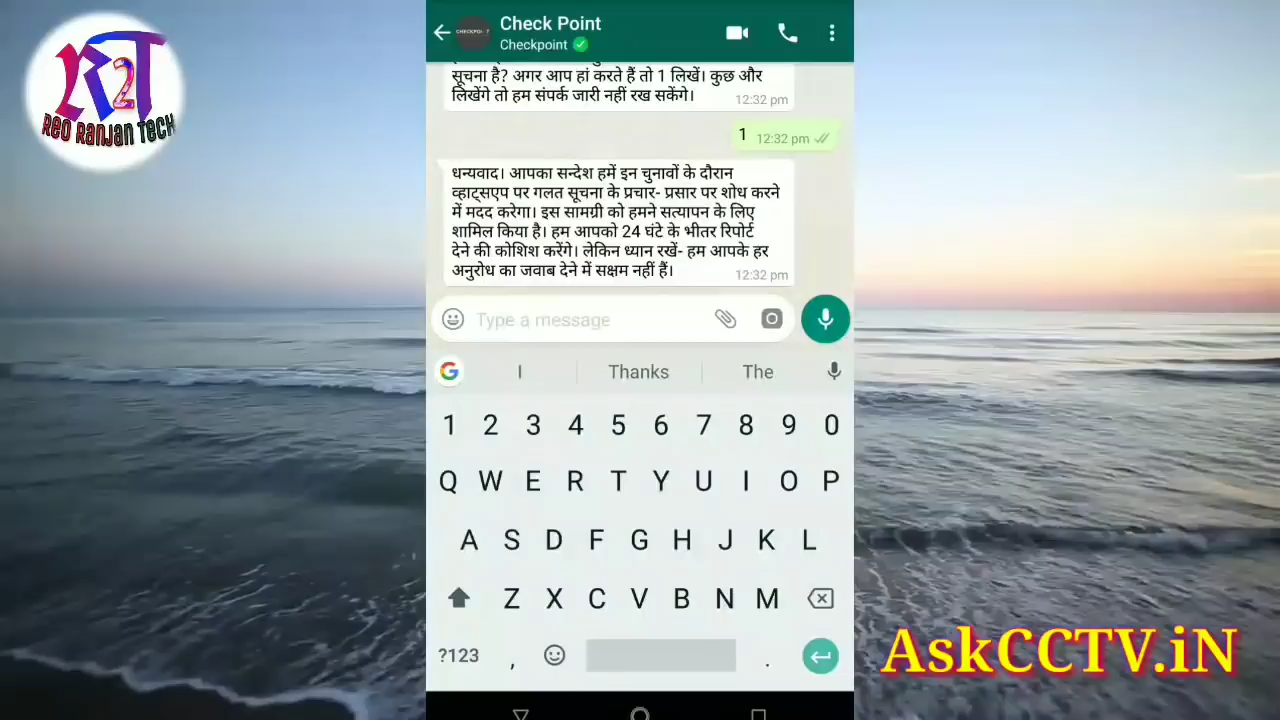 R2T
REO RANJAN TECH
Check Point
CHECKPOINT
Checkpoint
सूचना है? अगर आप हां करते हैं तो 1 लिखें। कुछ और
लिखेंगे तो हम संपर्क जारी नहीं रख सकेंगे।
12:32 pm
1 12:32 pm
धन्यवाद। आपका सन्देश हमें इन चुनावों के दौरान
व्हाट्सएप पर गलत सूचना के प्रचार- प्रसार पर शोध करने
में मदद करेगा। इस सामग्री को हमने सत्यापन के लिए
शामिल किया है। हम आपको 24 घंटे के भीतर रिपोर्ट
देने की कोशिश करेंगे। लेकिन ध्यान रखें- हम आपके हर
अनुरोध का जवाब देने में सक्षम नहीं हैं।
12:32 pm
Type a message
G I Thanks The
1 2 3 4 5 6 7 8 9 0
Q W E R T Y U I O P
A S D F G H J K L
Z X C V B N M
?123 , .
AskCCTV.iN